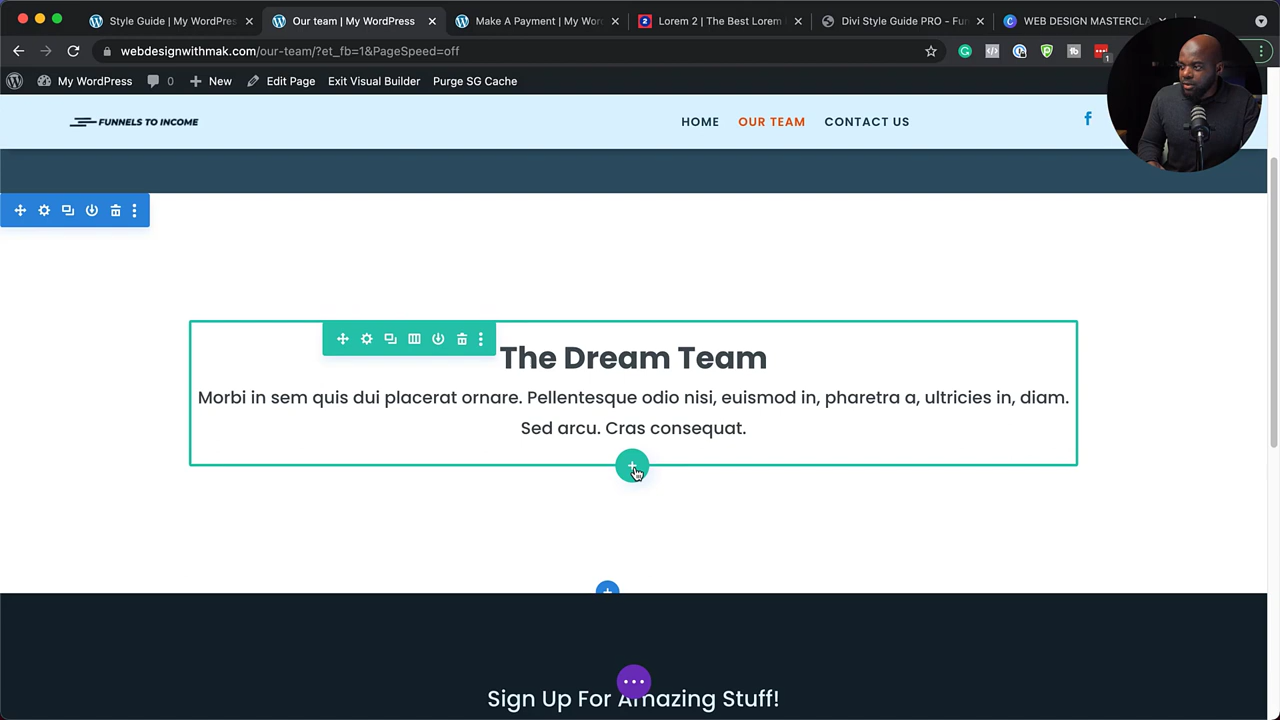 Style Guide | My WordPres
Our team | My WordPress
Make A Payment | My Wor
2
Lorem 2 | The Best Lorem
Divi Style Guide PRO - Fun
C
WEB DESIGN MASTERCLA
webdesignwithmak.com/our-team/?et_fb=1&PageSpeed=off
1
My WordPress
0
New
Edit Page
Exit Visual Builder
Purge SG Cache
FUNNELS TO INCOME
HOME
OUR TEAM
CONTACT US
f
The Dream Team
Morbi in sem quis dui placerat ornare. Pellentesque odio nisi, euismod in, pharetra a, ultricies in, diam.
Sed arcu. Cras consequat.
Sign Up For Amazing Stuff!